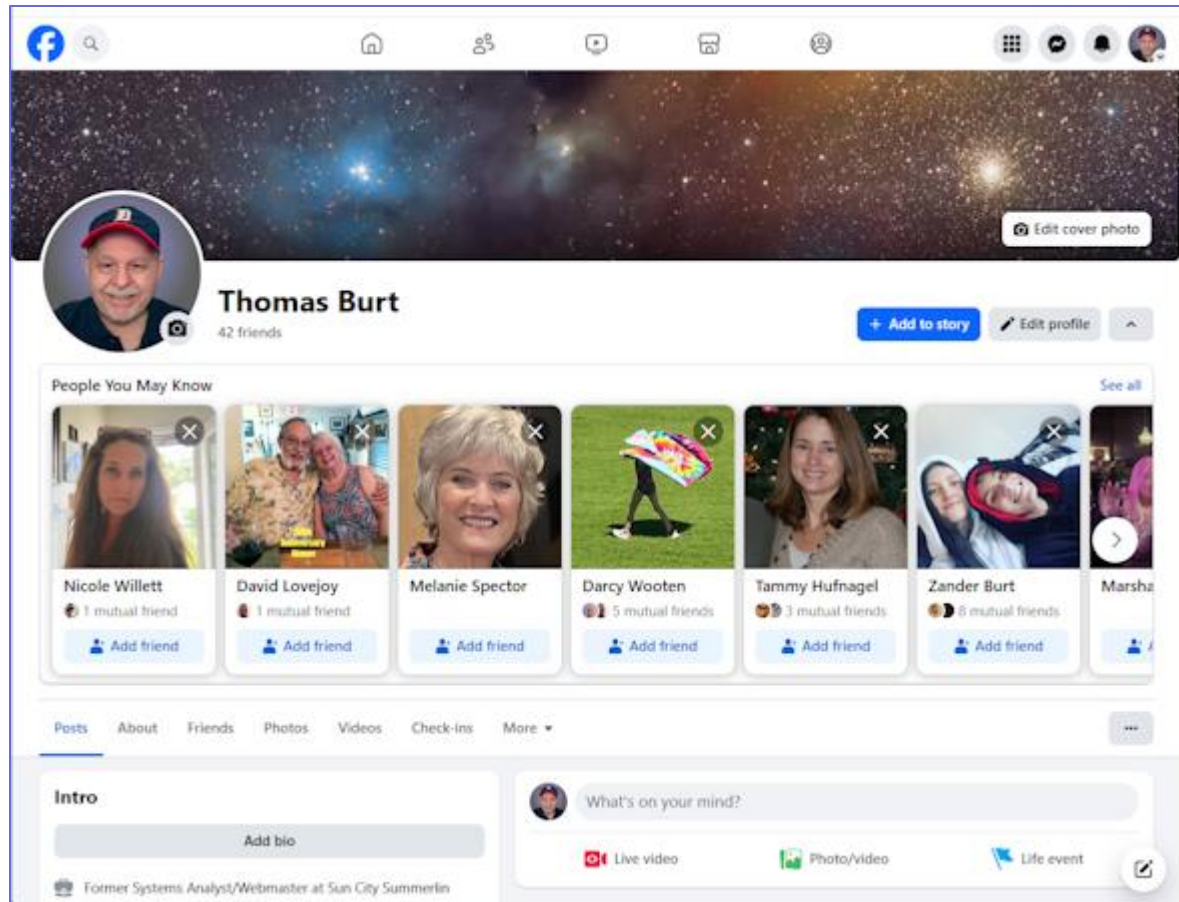 Edit cover photo
Thomas Burt
42 friends
+ Add to story
Edit profile
People You May Know
See all
Nicole Willett
1 mutual friend
Add friend
David Lovejoy
1 mutual friend
Add friend
Melanie Spector
Add friend
Darcy Wooten
5 mutual friends
Add friend
Tammy Hufnagel
3 mutual friends
Add friend
Zander Burt
8 mutual friends
Add friend
Marsha
Posts About Friends Photos Videos Check-ins More
Intro
Add bio
Former Systems Analyst/Webmaster at Sun City Summerlin
What's on your mind?
Live video
Photo/video
Life event